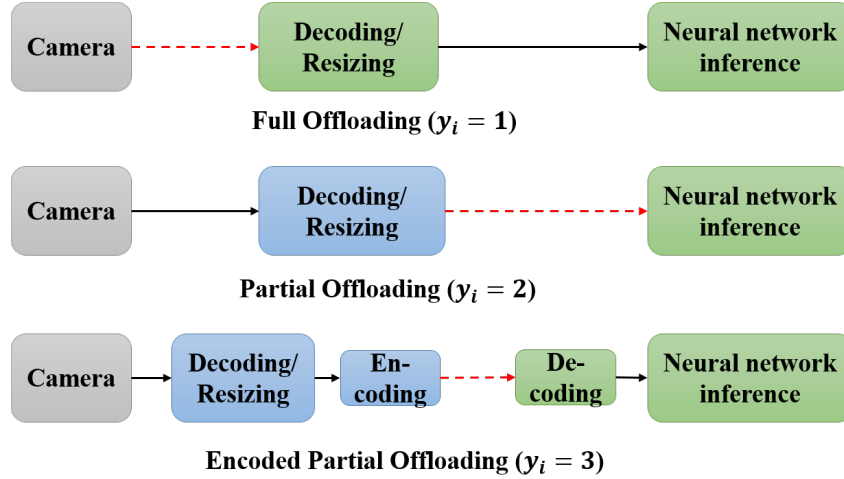 Camera
Decoding/
Resizing
Neural network
inference
Full Offloading (𝒚ᵢ = 𝟏)
Camera
Decoding/
Resizing
Neural network
inference
Partial Offloading (𝒚ᵢ = 𝟐)
Camera
Decoding/
Resizing
En-
coding
De-
coding
Neural network
inference
Encoded Partial Offloading (𝒚ᵢ = 𝟑)